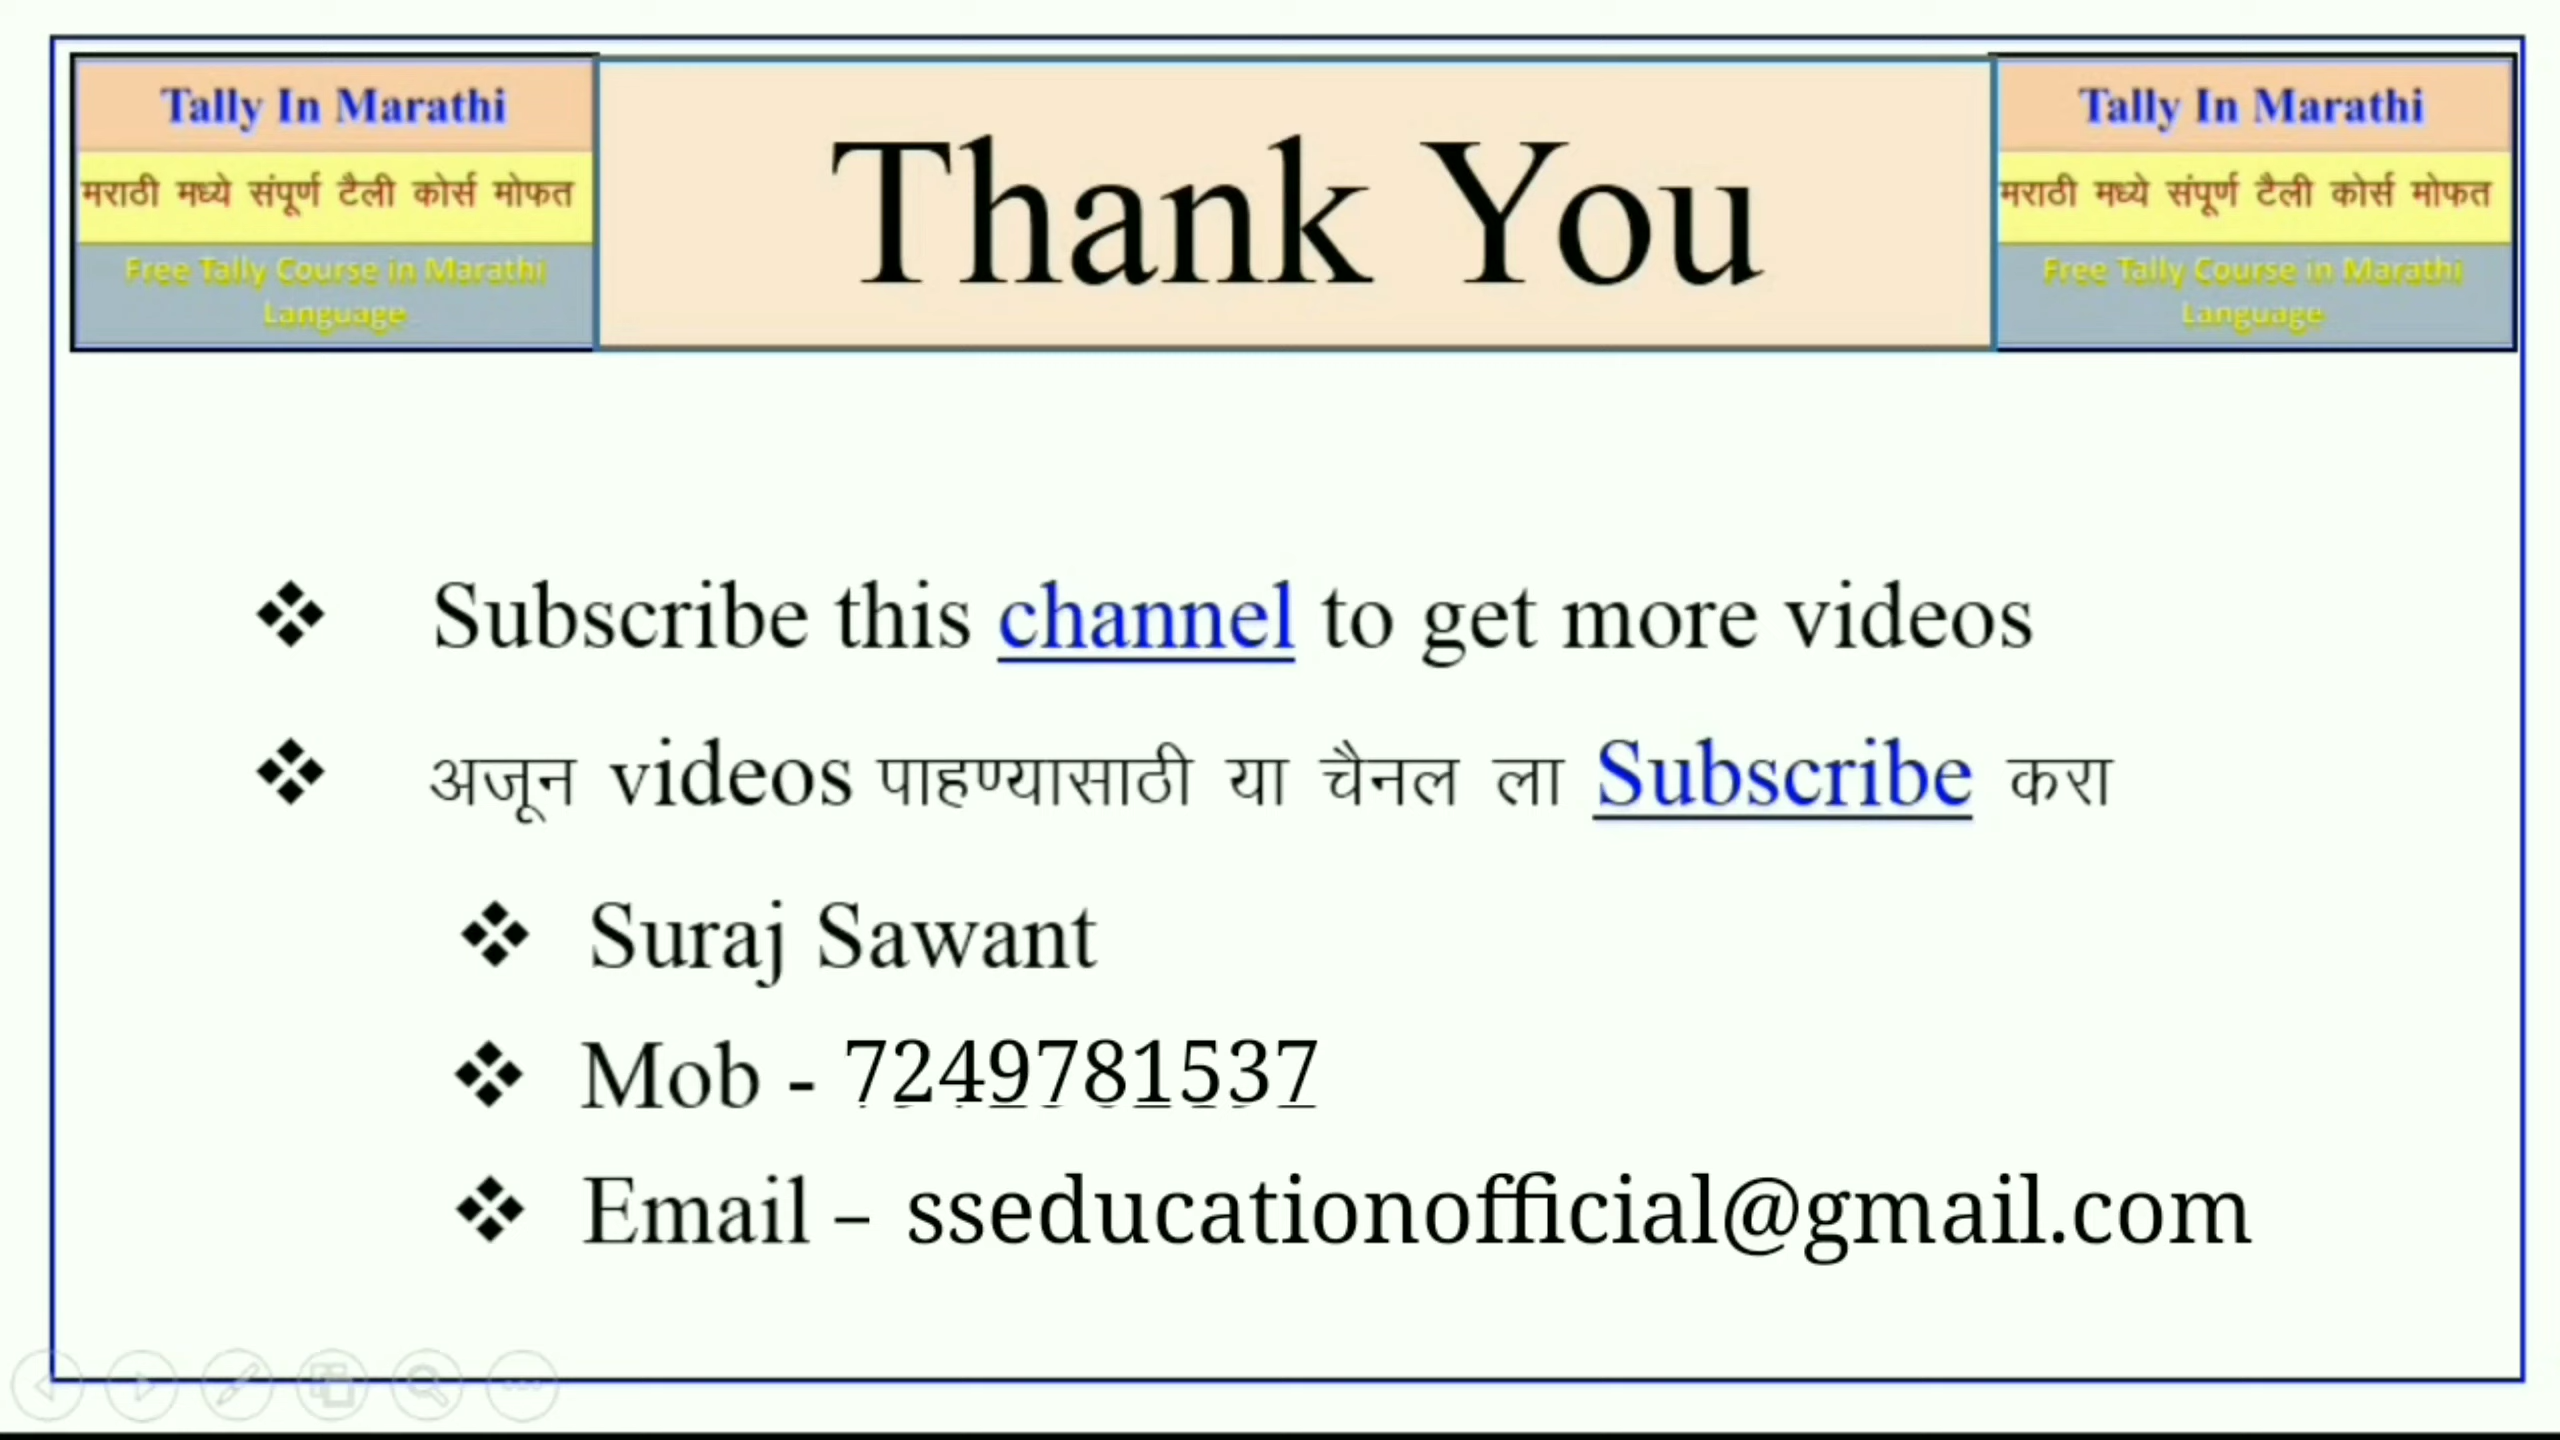 Tally In Marathi
मराठी मध्ये संपूर्ण टैली कोर्स मोफत
Free Tally Course in Marathi
Language
Thank You
Tally In Marathi
मराठी मध्ये संपूर्ण टैली कोर्स मोफत
Free Tally Course in Marathi
Language
❖ Subscribe this channel to get more videos
❖ अजून videos पाहण्यासाठी या चैनल ला Subscribe करा
❖ Suraj Sawant
❖ Mob - 7249781537
❖ Email – sseducationofficial@gmail.com